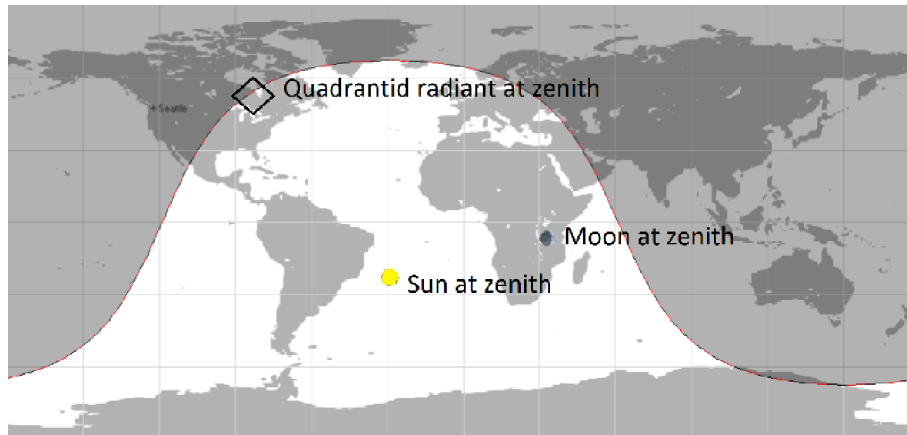 Quadrantid radiant at zenith
Seattle
Moon at zenith
Sun at zenith